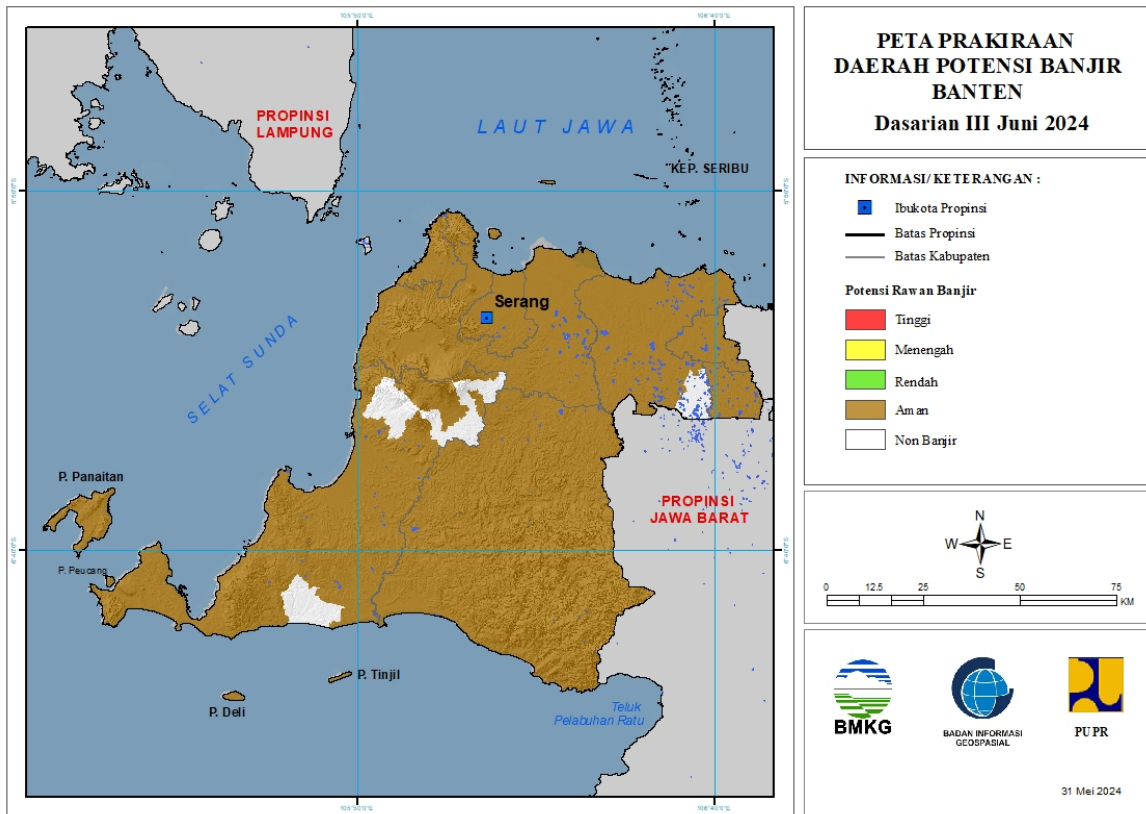 PETA PRAKIRAAN
DAERAH POTENSI BANJIR
BANTEN
Dasarian III Juni 2024
INFORMASI/ KETERANGAN :
Ibukota Propinsi
Batas Propinsi
Batas Kabupaten
Potensi Rawan Banjir
Tinggi
Menengah
Rendah
Aman
Non Banjir
N
W E
S
0 12.5 25 50 75
KM
BMKG
BADAN INFORMASI
GEOSPASIAL
PUPR
31 Mei 2024
PROPINSI
LAMPUNG
LAUT JAWA
KEP. SERIBU
Serang
SELAT SUNDA
P. Panaitan
P. Peucang
PROPINSI
JAWA BARAT
P. Tinjil
P. Deli
Teluk
Pelabuhan Ratu